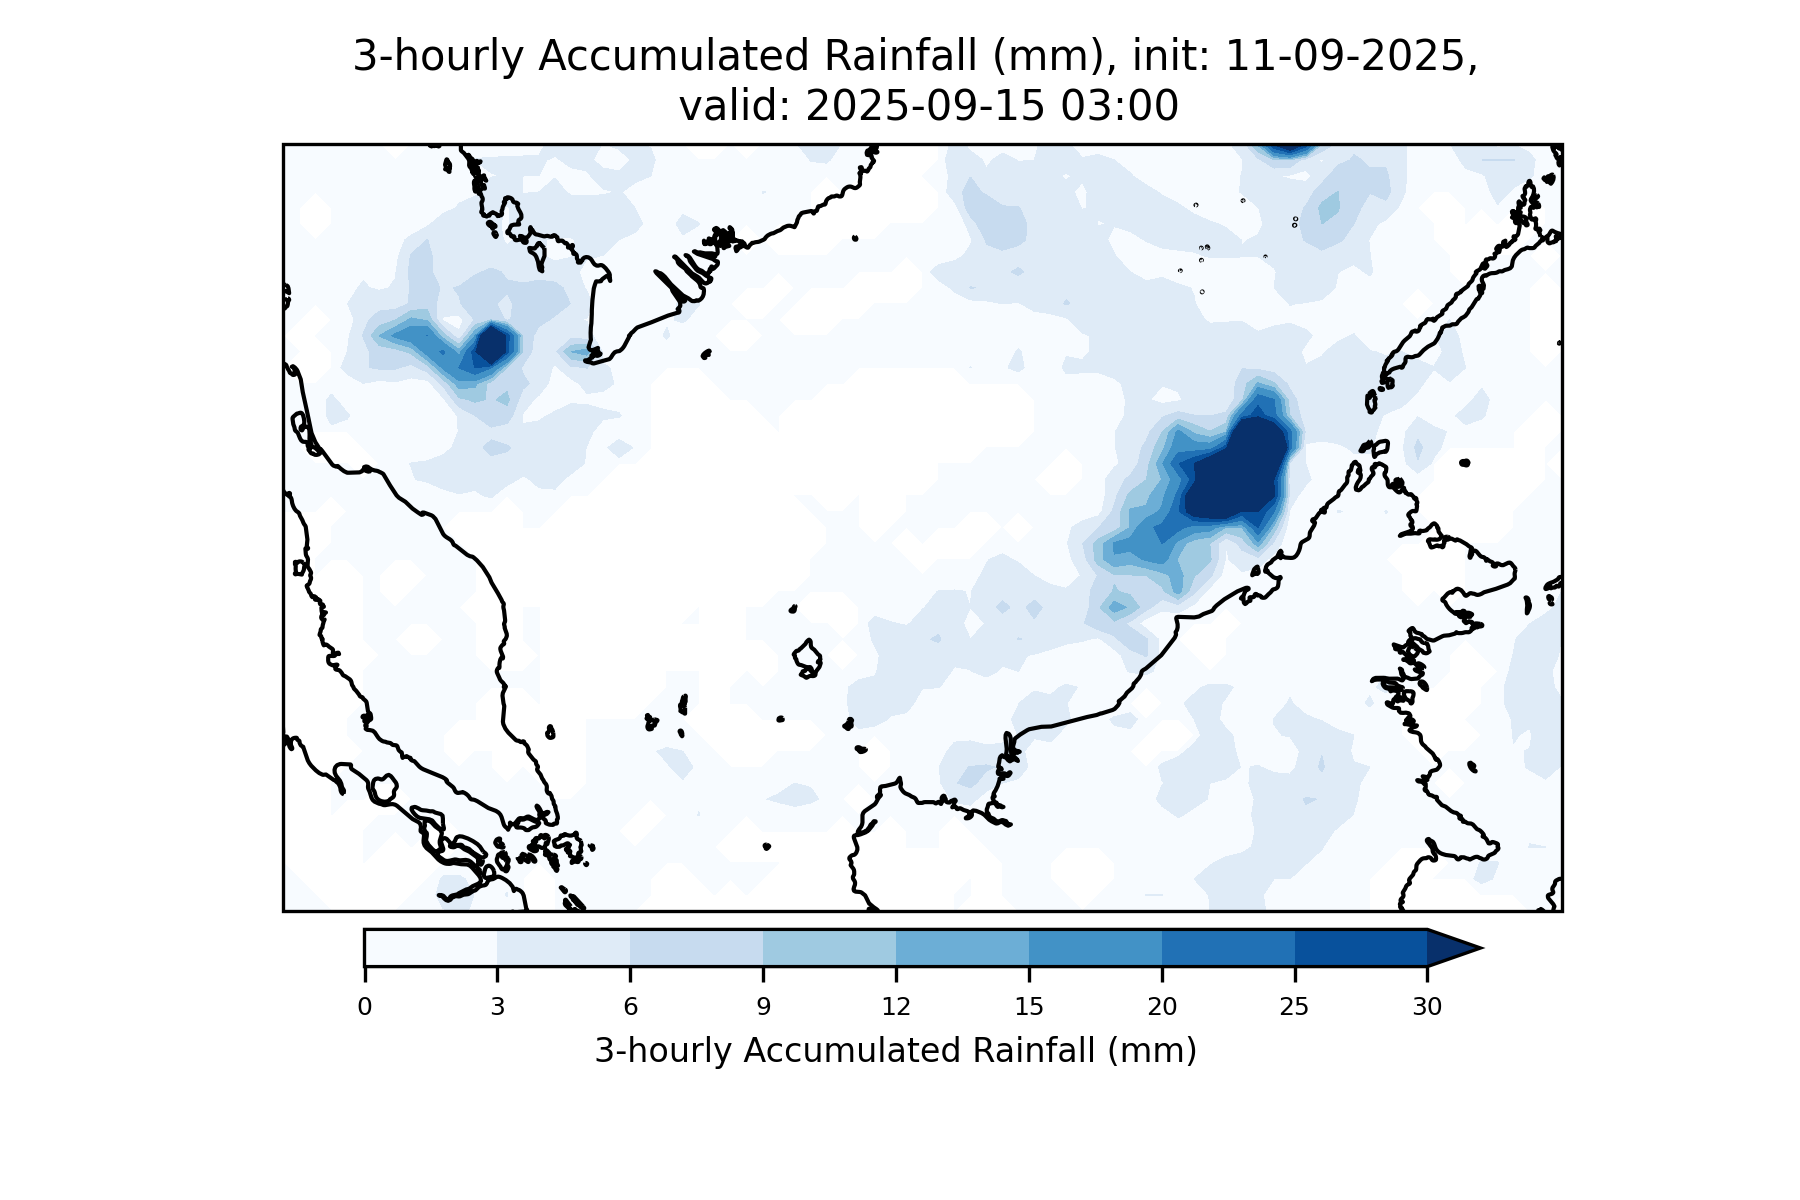 3-hourly Accumulated Rainfall (mm), init: 11-09-2025,
valid: 2025-09-15 03:00
0 3 6 9 12 15 20 25 30
3-hourly Accumulated Rainfall (mm)